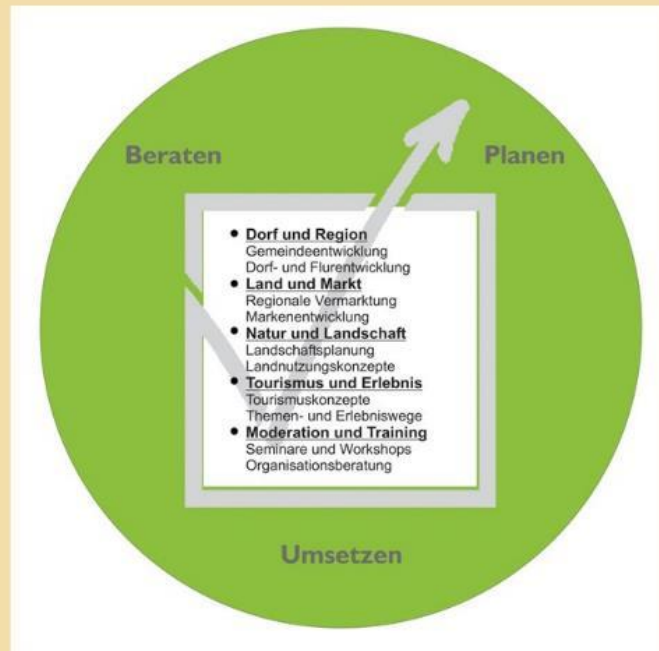 Beraten
Planen
• Dorf und Region
Gemeindeentwicklung
Dorf- und Flurentwicklung
• Land und Markt
Regionale Vermarktung
Markenentwicklung
• Natur und Landschaft
Landschaftsplanung
Landnutzungskonzepte
• Tourismus und Erlebnis
Tourismuskonzepte
Themen- und Erlebniswege
• Moderation und Training
Seminare und Workshops
Organisationsberatung
Umsetzen